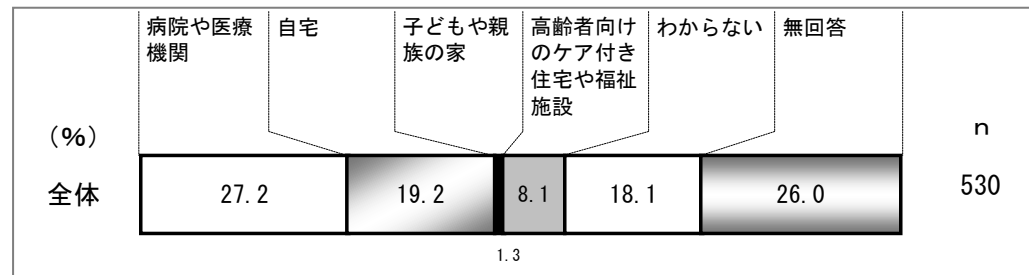 病院や医療
機関
自宅
子どもや親
族の家
高齢者向け
のケア付き
住宅や福祉
施設
わからない
無回答
(%)
n
全体
27.2
19.2
8.1
18.1
26.0
530
1.3